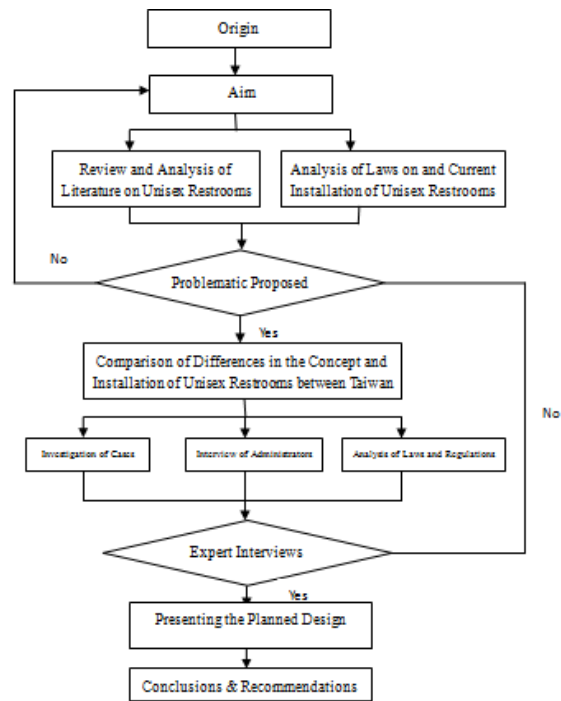 Origin
Aim
Review and Analysis of
Literature on Unisex Restrooms
Analysis of Laws on and Current
Installation of Unisex Restrooms
No
Problematic Proposed
Yes
Comparison of Differences in the Concept and
Installation of Unisex Restrooms between Taiwan
No
Investigation of Cases
Interview of Administrators
Analysis of Laws and Regulations
Expert Interviews
Yes
Presenting the Planned Design
Conclusions & Recommendations